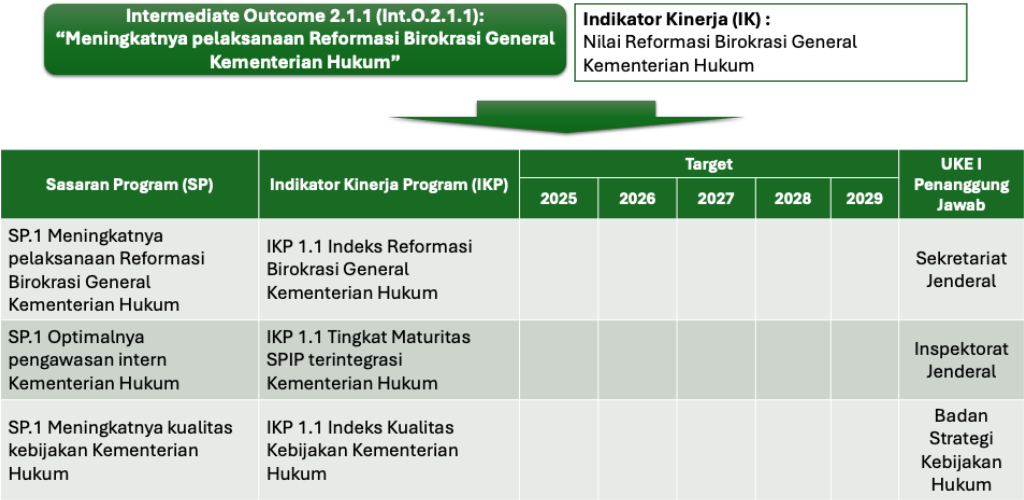 Intermediate Outcome 2.1.1 (Int.O.2.1.1):
“Meningkatnya pelaksanaan Reformasi Birokrasi General
Kementerian Hukum”
Indikator Kinerja (IK) :
Nilai Reformasi Birokrasi General
Kementerian Hukum
Sasaran Program (SP)
Indikator Kinerja Program (IKP)
Target
2025
2026
2027
2028
2029
UKE I
Penanggung
Jawab
SP.1 Meningkatnya
pelaksanaan Reformasi
Birokrasi General
Kementerian Hukum
IKP 1.1 Indeks Reformasi
Birokrasi General
Kementerian Hukum
Sekretariat
Jenderal
SP.1 Optimalnya
pengawasan intern
Kementerian Hukum
IKP 1.1 Tingkat Maturitas
SPIP terintegrasi
Kementerian Hukum
Inspektorat
Jenderal
SP.1 Meningkatnya kualitas
kebijakan Kementerian
Hukum
IKP 1.1 Indeks Kualitas
Kebijakan Kementerian
Hukum
Badan
Strategi
Kebijakan
Hukum